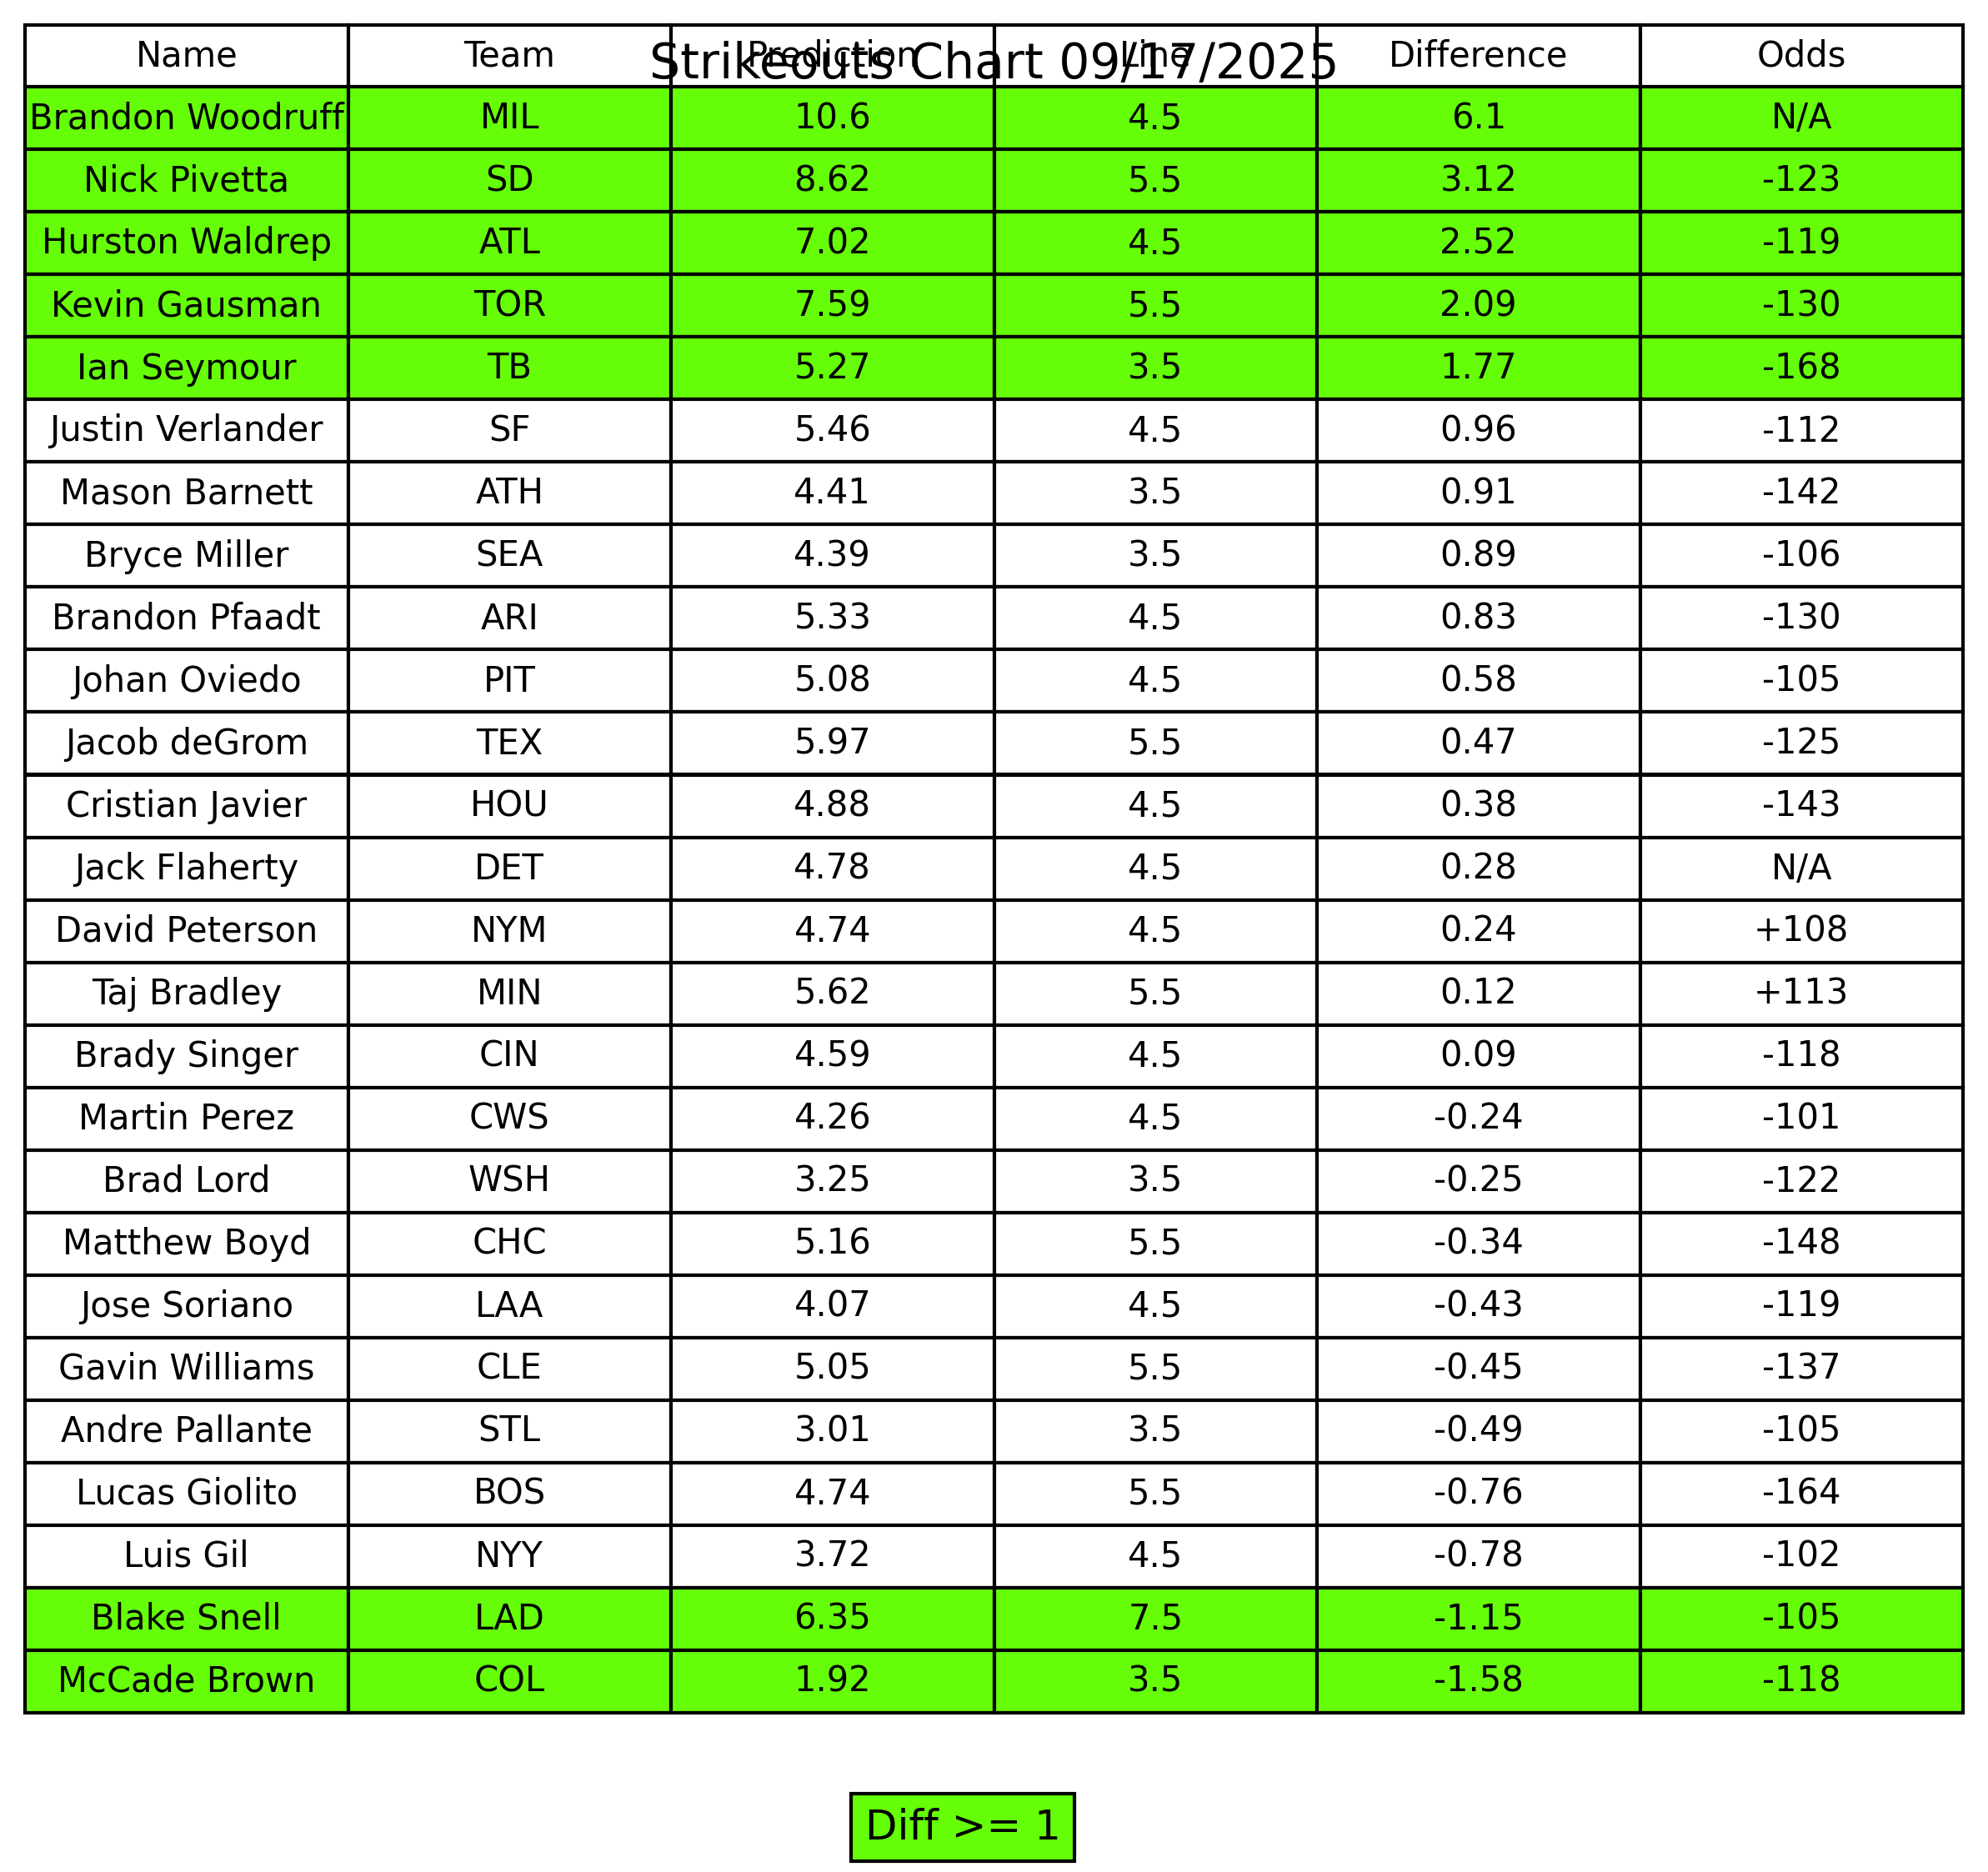 Strikeouts Chart 09/17/2025
Name Team Prediction Line Difference Odds
Brandon Woodruff MIL 10.6 4.5 6.1 N/A
Nick Pivetta SD 8.62 5.5 3.12 -123
Hurston Waldrep ATL 7.02 4.5 2.52 -119
Kevin Gausman TOR 7.59 5.5 2.09 -130
Ian Seymour TB 5.27 3.5 1.77 -168
Justin Verlander SF 5.46 4.5 0.96 -112
Mason Barnett ATH 4.41 3.5 0.91 -142
Bryce Miller SEA 4.39 3.5 0.89 -106
Brandon Pfaadt ARI 5.33 4.5 0.83 -130
Johan Oviedo PIT 5.08 4.5 0.58 -105
Jacob deGrom TEX 5.97 5.5 0.47 -125
Cristian Javier HOU 4.88 4.5 0.38 -143
Jack Flaherty DET 4.78 4.5 0.28 N/A
David Peterson NYM 4.74 4.5 0.24 +108
Taj Bradley MIN 5.62 5.5 0.12 +113
Brady Singer CIN 4.59 4.5 0.09 -118
Martin Perez CWS 4.26 4.5 -0.24 -101
Brad Lord WSH 3.25 3.5 -0.25 -122
Matthew Boyd CHC 5.16 5.5 -0.34 -148
Jose Soriano LAA 4.07 4.5 -0.43 -119
Gavin Williams CLE 5.05 5.5 -0.45 -137
Andre Pallante STL 3.01 3.5 -0.49 -105
Lucas Giolito BOS 4.74 5.5 -0.76 -164
Luis Gil NYY 3.72 4.5 -0.78 -102
Blake Snell LAD 6.35 7.5 -1.15 -105
McCade Brown COL 1.92 3.5 -1.58 -118
Diff >= 1